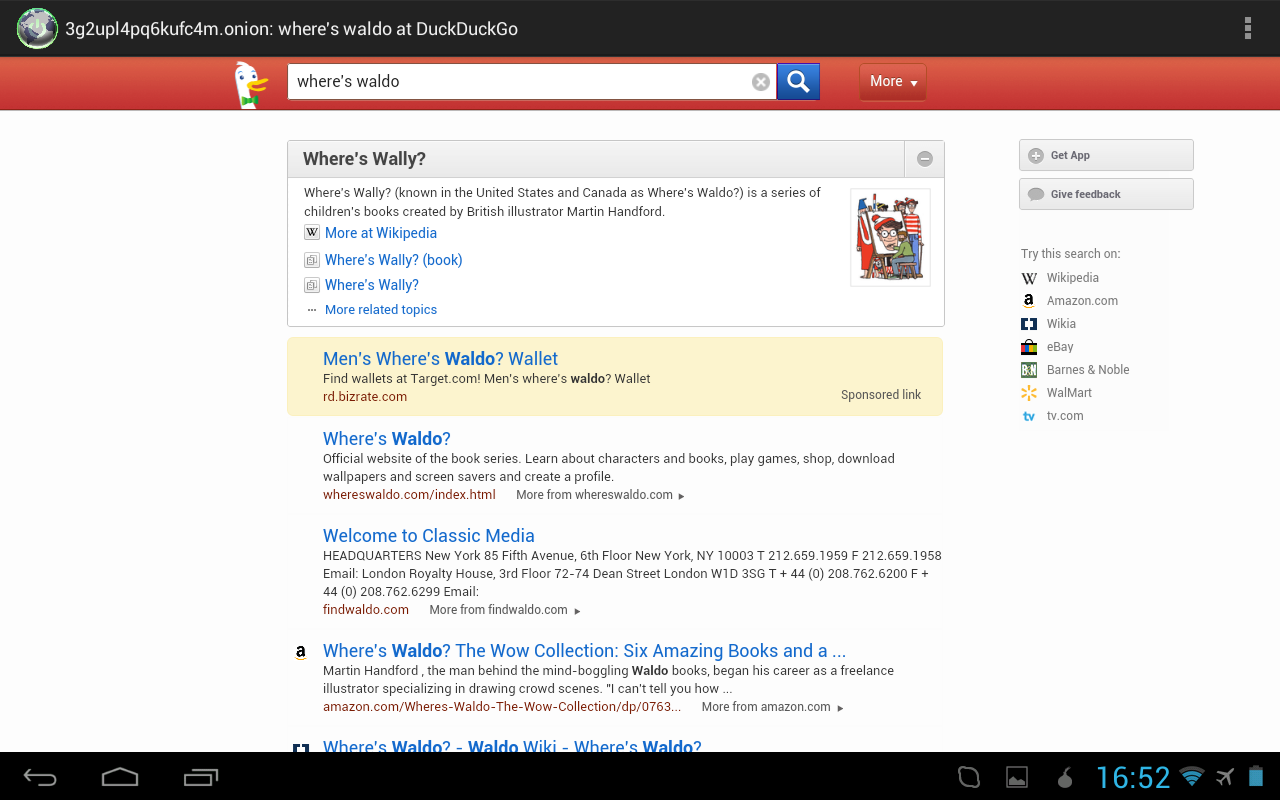 3g2upl4pq6kufc4m.onion: where's waldo at DuckDuckGo
where's waldo
More
Where's Wally?
Where's Wally? (known in the United States and Canada as Where's Waldo?) is a series of
children's books created by British illustrator Martin Handford.
W More at Wikipedia
Where's Wally? (book)
Where's Wally?
More related topics
Men's Where's Waldo? Wallet
Find wallets at Target.com! Men's where's waldo? Wallet
rd.bizrate.com
Sponsored link
Where's Waldo?
Official website of the book series. Learn about characters and books, play games, shop, download
wallpapers and screen savers and create a profile.
whereswaldo.com/index.html More from whereswaldo.com
Welcome to Classic Media
HEADQUARTERS New York 85 Fifth Avenue, 6th Floor New York, NY 10003 T 212.659.1959 F 212.659.1958
Email: London Royalty House, 3rd Floor 72-74 Dean Street London W1D 3SG T + 44 (0) 208.762.6200 F +
44 (0) 208.762.6299 Email:
findwaldo.com More from findwaldo.com
a Where's Waldo? The Wow Collection: Six Amazing Books and a ...
Martin Handford , the man behind the mind-boggling Waldo books, began his career as a freelance
illustrator specializing in drawing crowd scenes. "I can't tell you how ...
amazon.com/Wheres-Waldo-The-Wow-Collection/dp/0763... More from amazon.com
Where's Waldo? - Waldo Wiki - Where's Waldo?
Get App
Give feedback
Try this search on:
W Wikipedia
a Amazon.com
Wikia
eBay
B&N Barnes & Noble
WalMart
tv tv.com
16:52